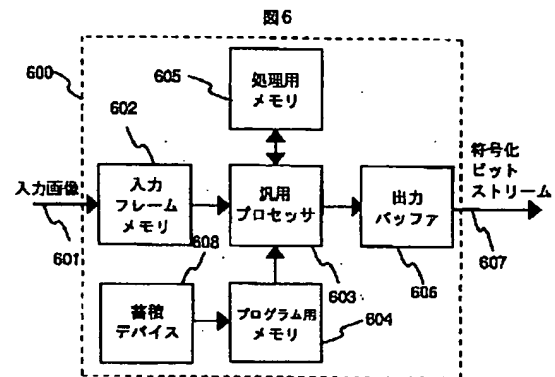 図6
600
605
処理用
メモリ
602
入力画像
601
入力
フレーム
メモリ
汎用
プロセッサ
603
出力
バッファ
606
符号化
ビット
ストリーム
607
608
蓄積
デバイス
プログラム用
メモリ
604